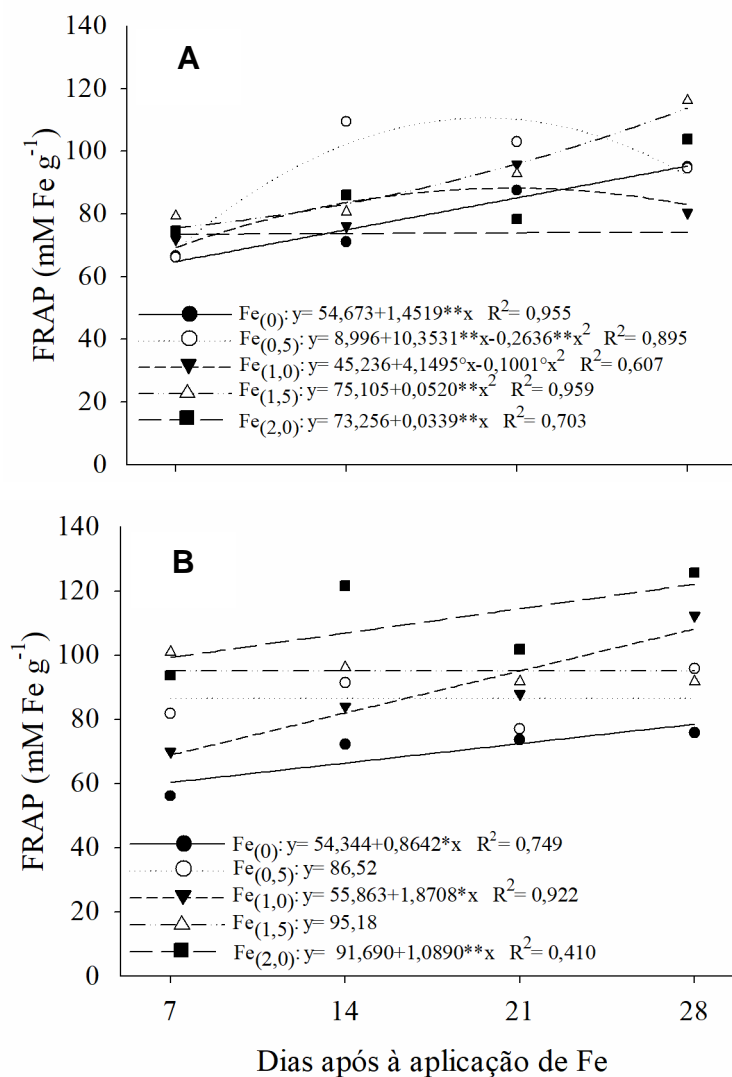 A
140
120
100
80
60
40
20
0
FRAP (mM Fe g-1)
Fe(0): y= 54,673+1,4519**x R2= 0,955
Fe(0,5): y= 8,996+10,3531**x-0,2636**x2 R2= 0,895
Fe(1,0): y= 45,236+4,1495°x-0,1001°x2 R2= 0,607
Fe(1,5): y= 75,105+0,0520**x2 R2= 0,959
Fe(2,0): y= 73,256+0,0339**x R2= 0,703
B
140
120
100
80
60
40
20
0
FRAP (mM Fe g-1)
Fe(0): y= 54,344+0,8642*x R2= 0,749
Fe(0,5): y= 86,52
Fe(1,0): y= 55,863+1,8708*x R2= 0,922
Fe(1,5): y= 95,18
Fe(2,0): y= 91,690+1,0890**x R2= 0,410
7 14 21 28
Dias após à aplicação de Fe